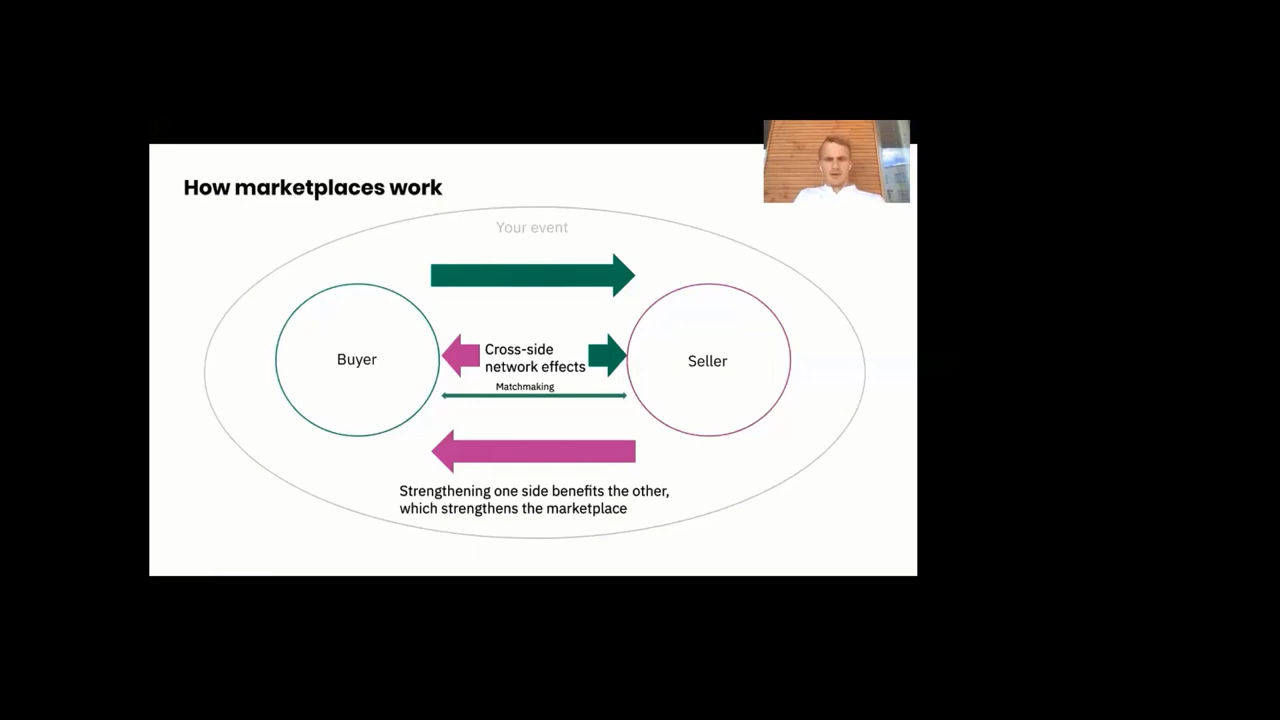 How marketplaces work
Your event
Buyer
Cross-side
network effects
Matchmaking
Seller
Strengthening one side benefits the other,
which strengthens the marketplace